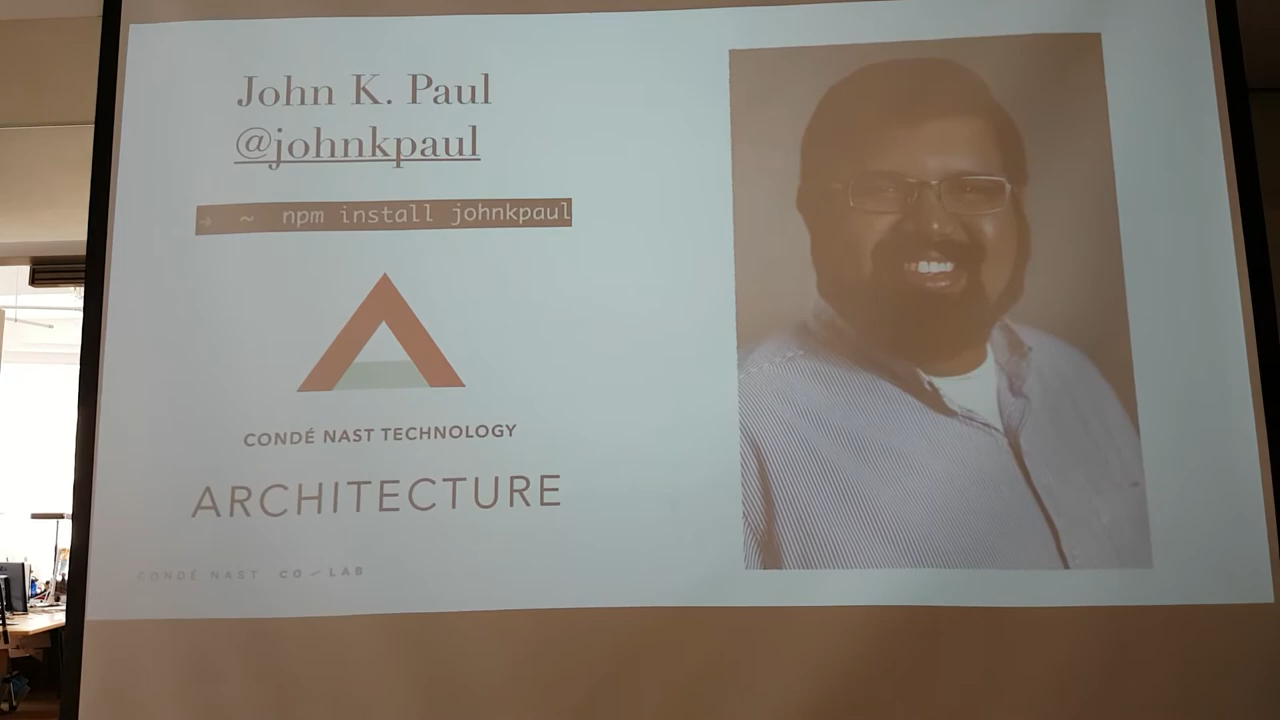 John K. Paul
@johnkpaul
→ ~ npm install johnkpaul
CONDÉ NAST TECHNOLOGY
ARCHITECTURE
CONDÉ NAST CO/LAB